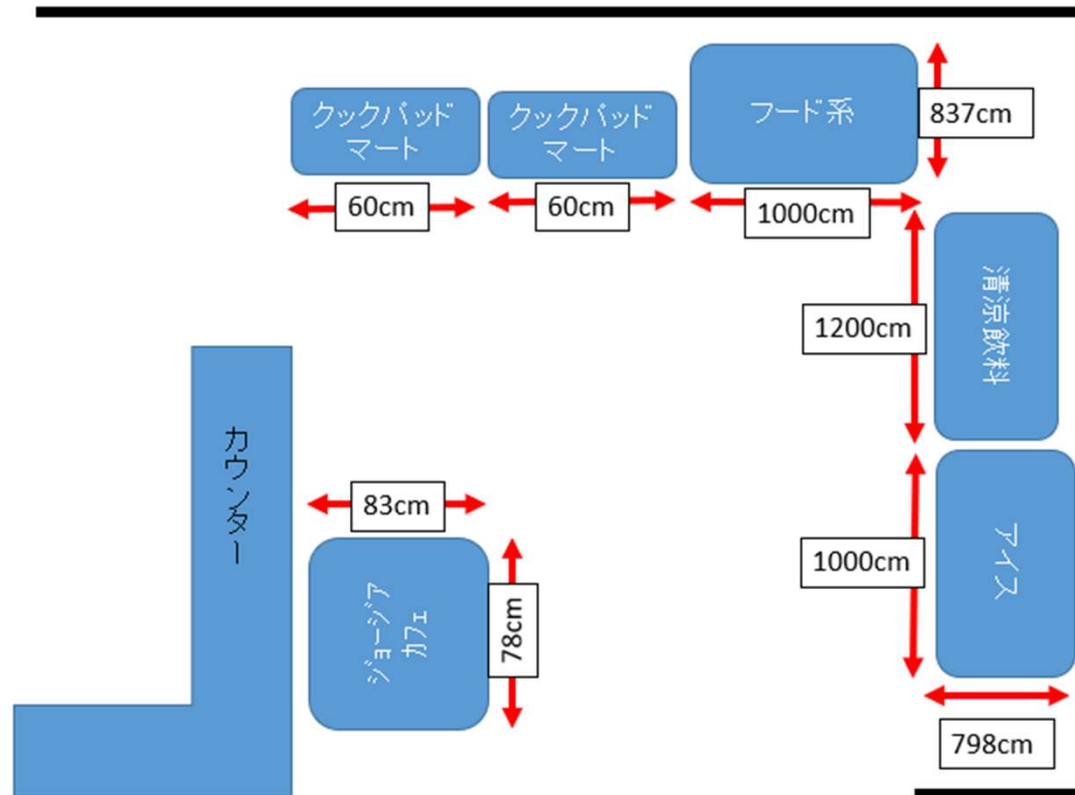 クックパッド
マート
クックパッド
マート
フード系
837cm
60cm
60cm
1000cm
清涼飲料
1200cm
カウンター
83cm
ジョージア
カフェ
78cm
アイス
1000cm
798cm